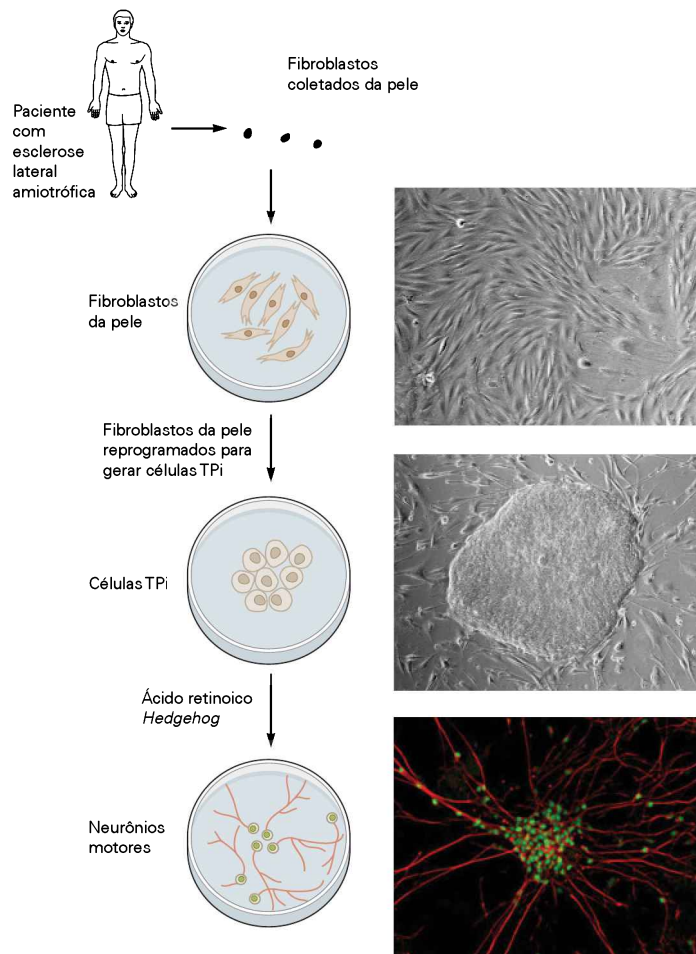 Fibroblastos
coletados da pele
Paciente
com
esclerose
lateral
amiotrófica
Fibroblastos
da pele
Fibroblastos da pele
reprogramados para
gerar células TPi
Células TPi
Ácido retinoico
Hedgehog
Neurônios
motores